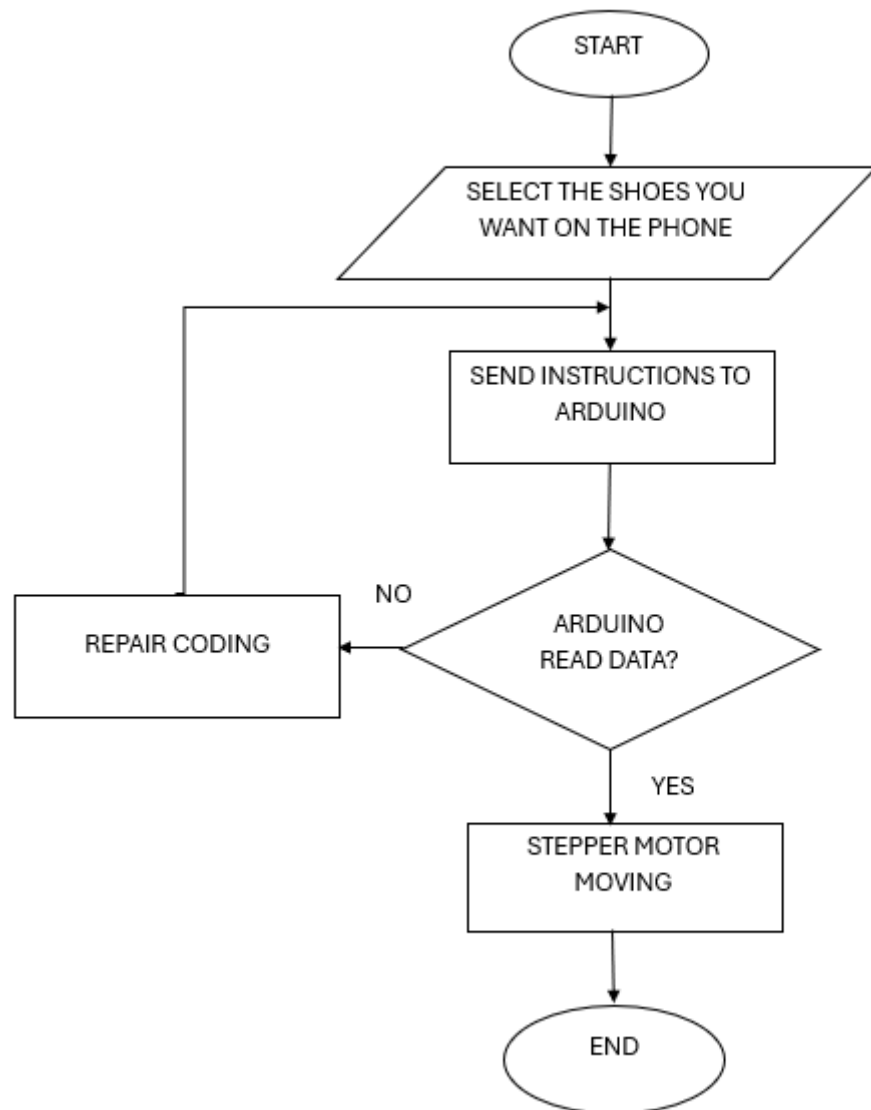 START
SELECT THE SHOES YOU
WANT ON THE PHONE
SEND INSTRUCTIONS TO
ARDUINO
NO
REPAIR CODING
ARDUINO
READ DATA?
YES
STEPPER MOTOR
MOVING
END